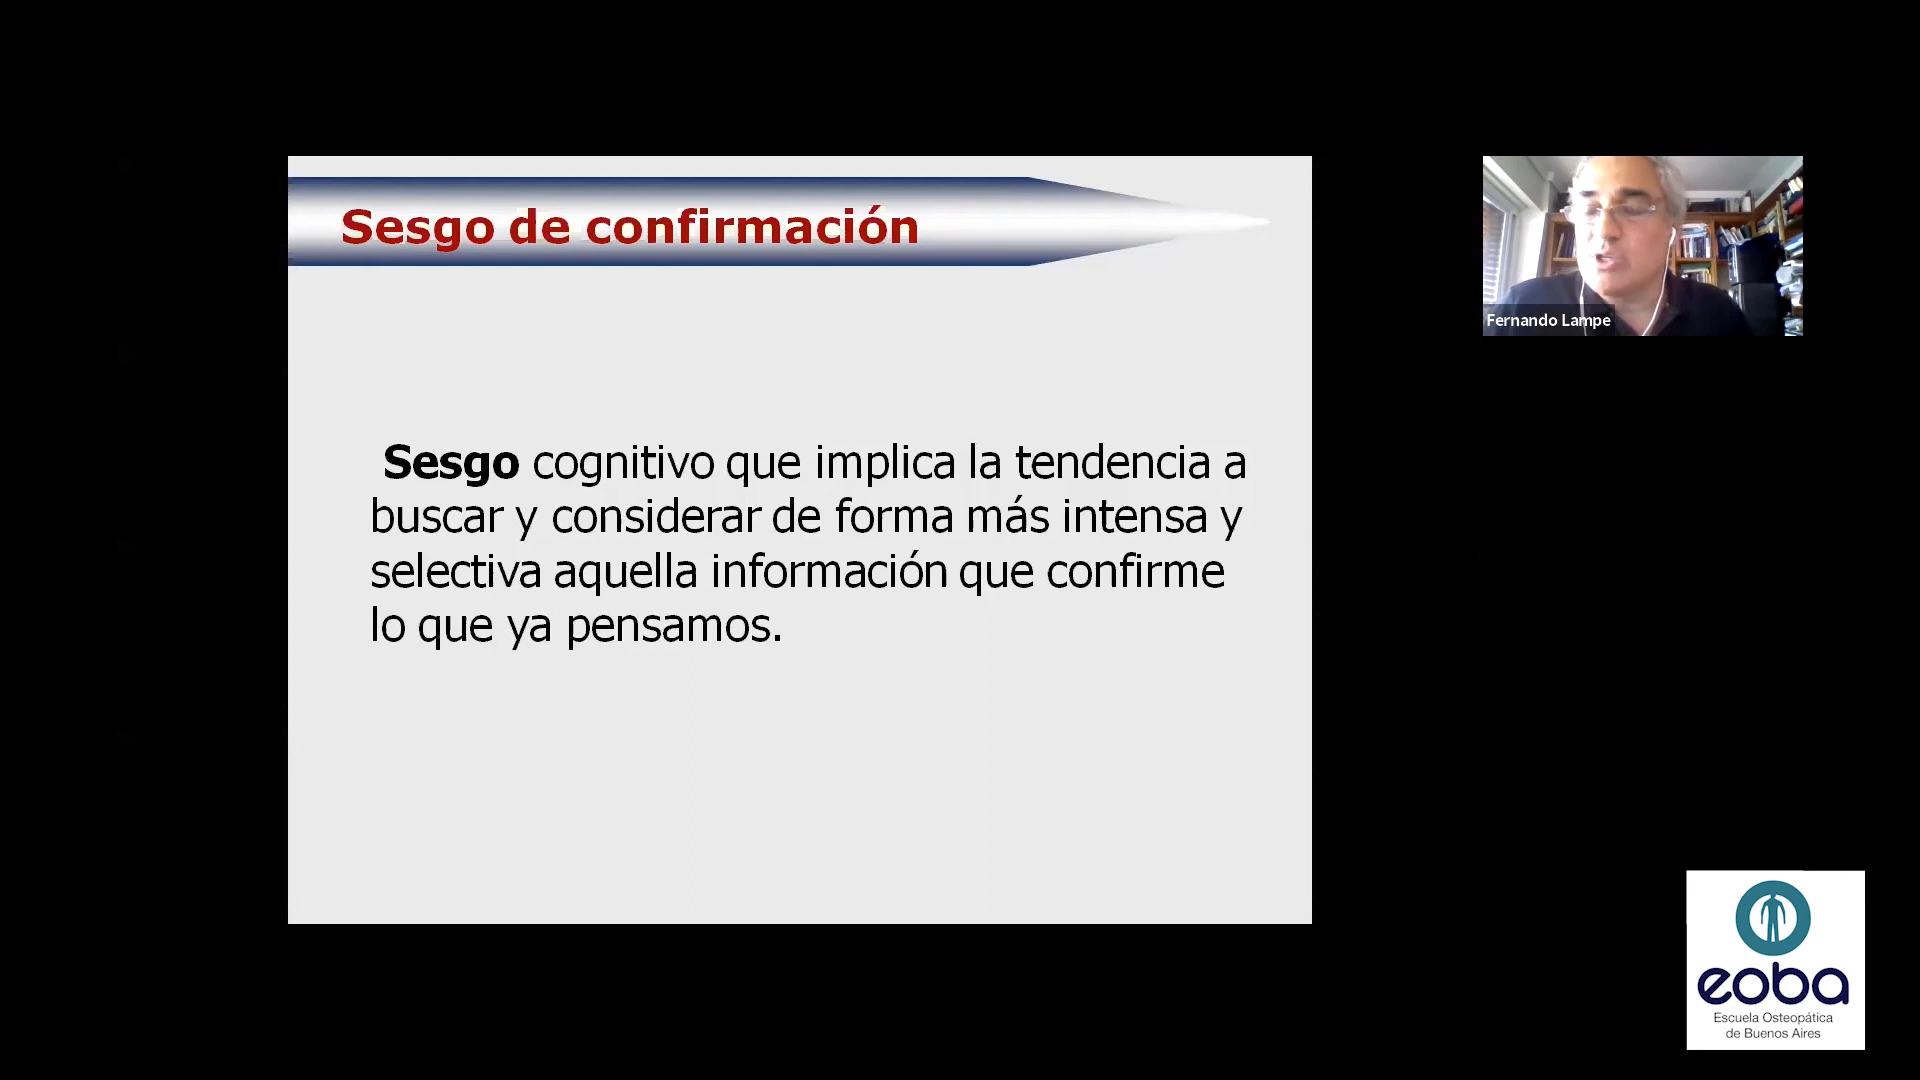 Sesgo de confirmación
Sesgo cognitivo que implica la tendencia a
buscar y considerar de forma más intensa y
selectiva aquella información que confirme
lo que ya pensamos.
Fernando Lampe
eoba
Escuela Osteopática
de Buenos Aires